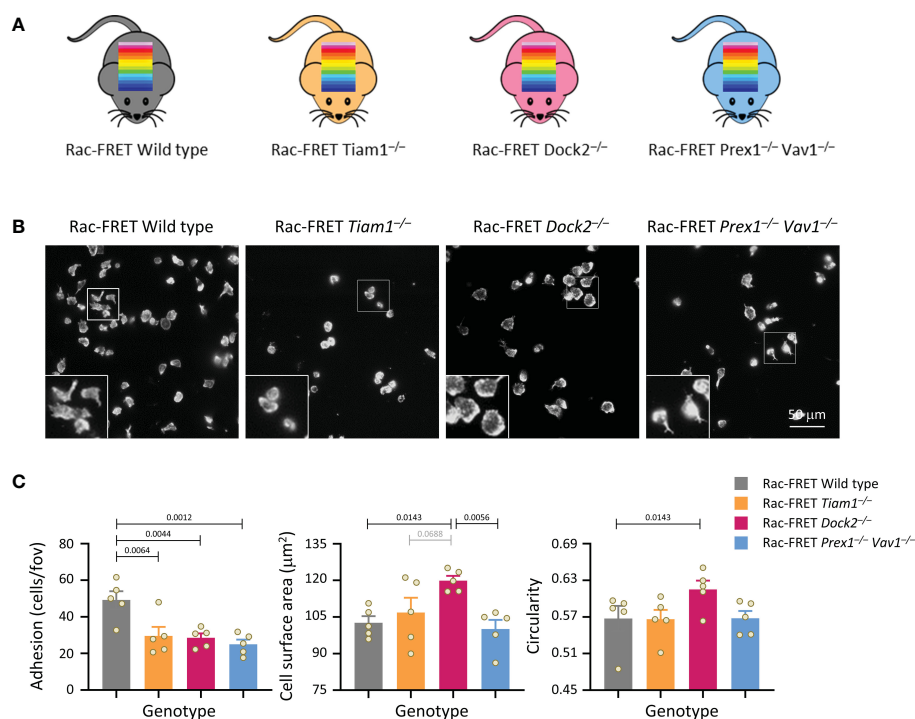 A
Rac-FRET Wild type
Rac-FRET Tiam1–/–
Rac-FRET Dock2–/–
Rac-FRET Prex1–/– Vav1–/–
B
Rac-FRET Wild type
Rac-FRET Tiam1–/–
Rac-FRET Dock2–/–
Rac-FRET Prex1–/– Vav1–/–
50 μm
C
Rac-FRET Wild type
Rac-FRET Tiam1–/–
Rac-FRET Dock2–/–
Rac-FRET Prex1–/– Vav1–/–
0.0012
0.0044
0.0064
80
60
40
20
0
Adhesion (cells/fov)
Genotype
0.0143
0.0056
0.0688
135
120
105
90
75
Cell surface area (μm2)
Genotype
0.0143
0.69
0.63
0.57
0.51
0.45
Circularity
Genotype